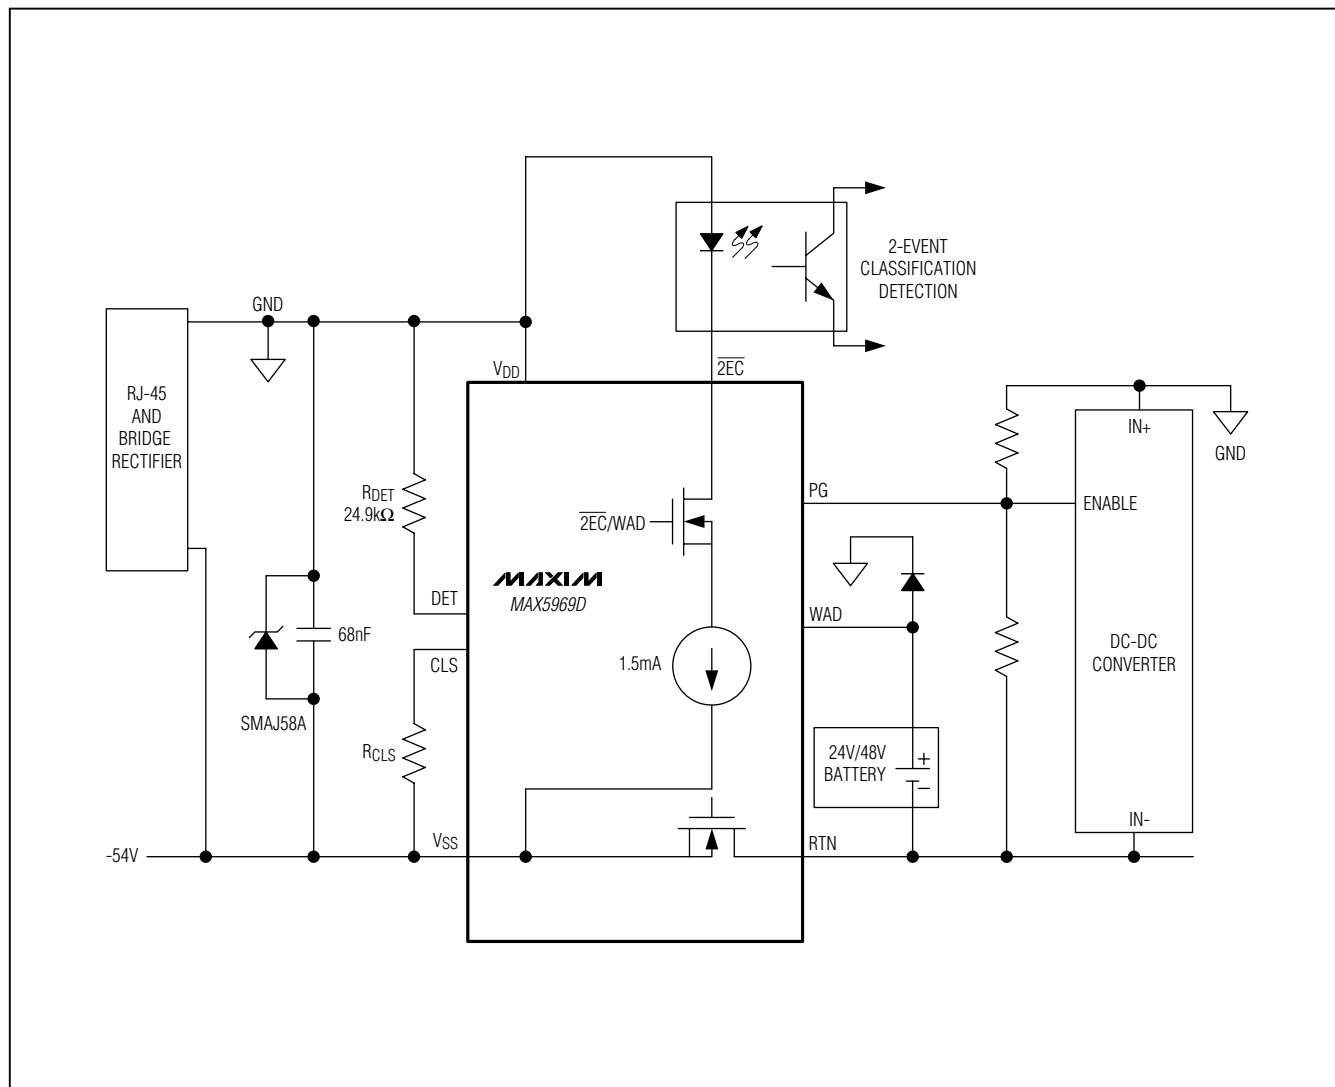 2-EVENT
CLASSIFICATION
DETECTION
GND
VDD
2EC
RJ-45
AND
BRIDGE
RECTIFIER
IN+
GND
RDET
24.9kΩ
PG
ENABLE
2EC/WAD
MAXIM
MAX5969D
DET
WAD
68nF
CLS
1.5mA
DC-DC
CONVERTER
SMAJ58A
RCLS
24V/48V
BATTERY
+
−
VSS
IN-
-54V
RTN